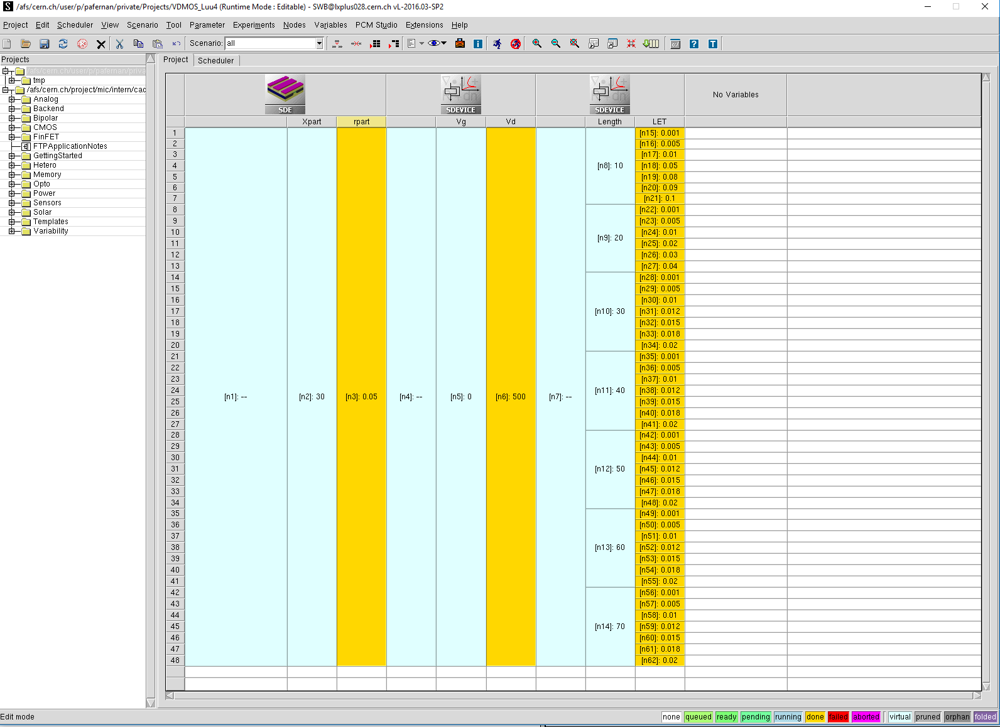 /afs/cern.ch/user/p/pafernan/private/Projects/VDMOS_Luu4 (Runtime Mode : Editable) - SWB@lxplus028.cern.ch vL-2016.03-SP2
Project Edit Scheduler View Scenario Tool Parameter Experiments Nodes Variables PCM Studio Extensions Help
Scenario: all
Projects
/afs/cern.ch/user/p/pafernan/priva
tmp
/afs/cern.ch/project/mic/intern/cac
Analog
Backend
Bipolar
CMOS
FinFET
FTPApplicationNotes
GettingStarted
Hetero
Memory
Opto
Power
Sensors
Solar
Templates
Variability
Project Scheduler
SDE SDEVICE SDEVICE No Variables
Xpart rpart Vg Vd Length LET
1 [n15]: 0.001
2 [n16]: 0.005
3 [n17]: 0.01
4 [n8]: 10 [n18]: 0.05
5 [n19]: 0.08
6 [n20]: 0.09
7 [n21]: 0.1
8 [n22]: 0.001
9 [n23]: 0.005
10 [n9]: 20 [n24]: 0.01
11 [n25]: 0.02
12 [n26]: 0.03
13 [n27]: 0.04
14 [n28]: 0.001
15 [n29]: 0.005
16 [n30]: 0.01
17 [n10]: 30 [n31]: 0.012
18 [n32]: 0.015
19 [n33]: 0.018
20 [n34]: 0.02
21 [n35]: 0.001
22 [n36]: 0.005
23 [n37]: 0.01
24 [n11]: 40 [n38]: 0.012
25 [n1]: -- [n2]: 30 [n3]: 0.05 [n4]: -- [n5]: 0 [n6]: 500 [n7]: -- [n39]: 0.015
26 [n40]: 0.018
27 [n41]: 0.02
28 [n42]: 0.001
29 [n43]: 0.005
30 [n44]: 0.01
31 [n12]: 50 [n45]: 0.012
32 [n46]: 0.015
33 [n47]: 0.018
34 [n48]: 0.02
35 [n49]: 0.001
36 [n50]: 0.005
37 [n51]: 0.01
38 [n13]: 60 [n52]: 0.012
39 [n53]: 0.015
40 [n54]: 0.018
41 [n55]: 0.02
42 [n56]: 0.001
43 [n57]: 0.005
44 [n58]: 0.01
45 [n14]: 70 [n59]: 0.012
46 [n60]: 0.015
47 [n61]: 0.018
48 [n62]: 0.02
Edit mode none queued ready pending running done failed aborted virtual pruned orphan folded